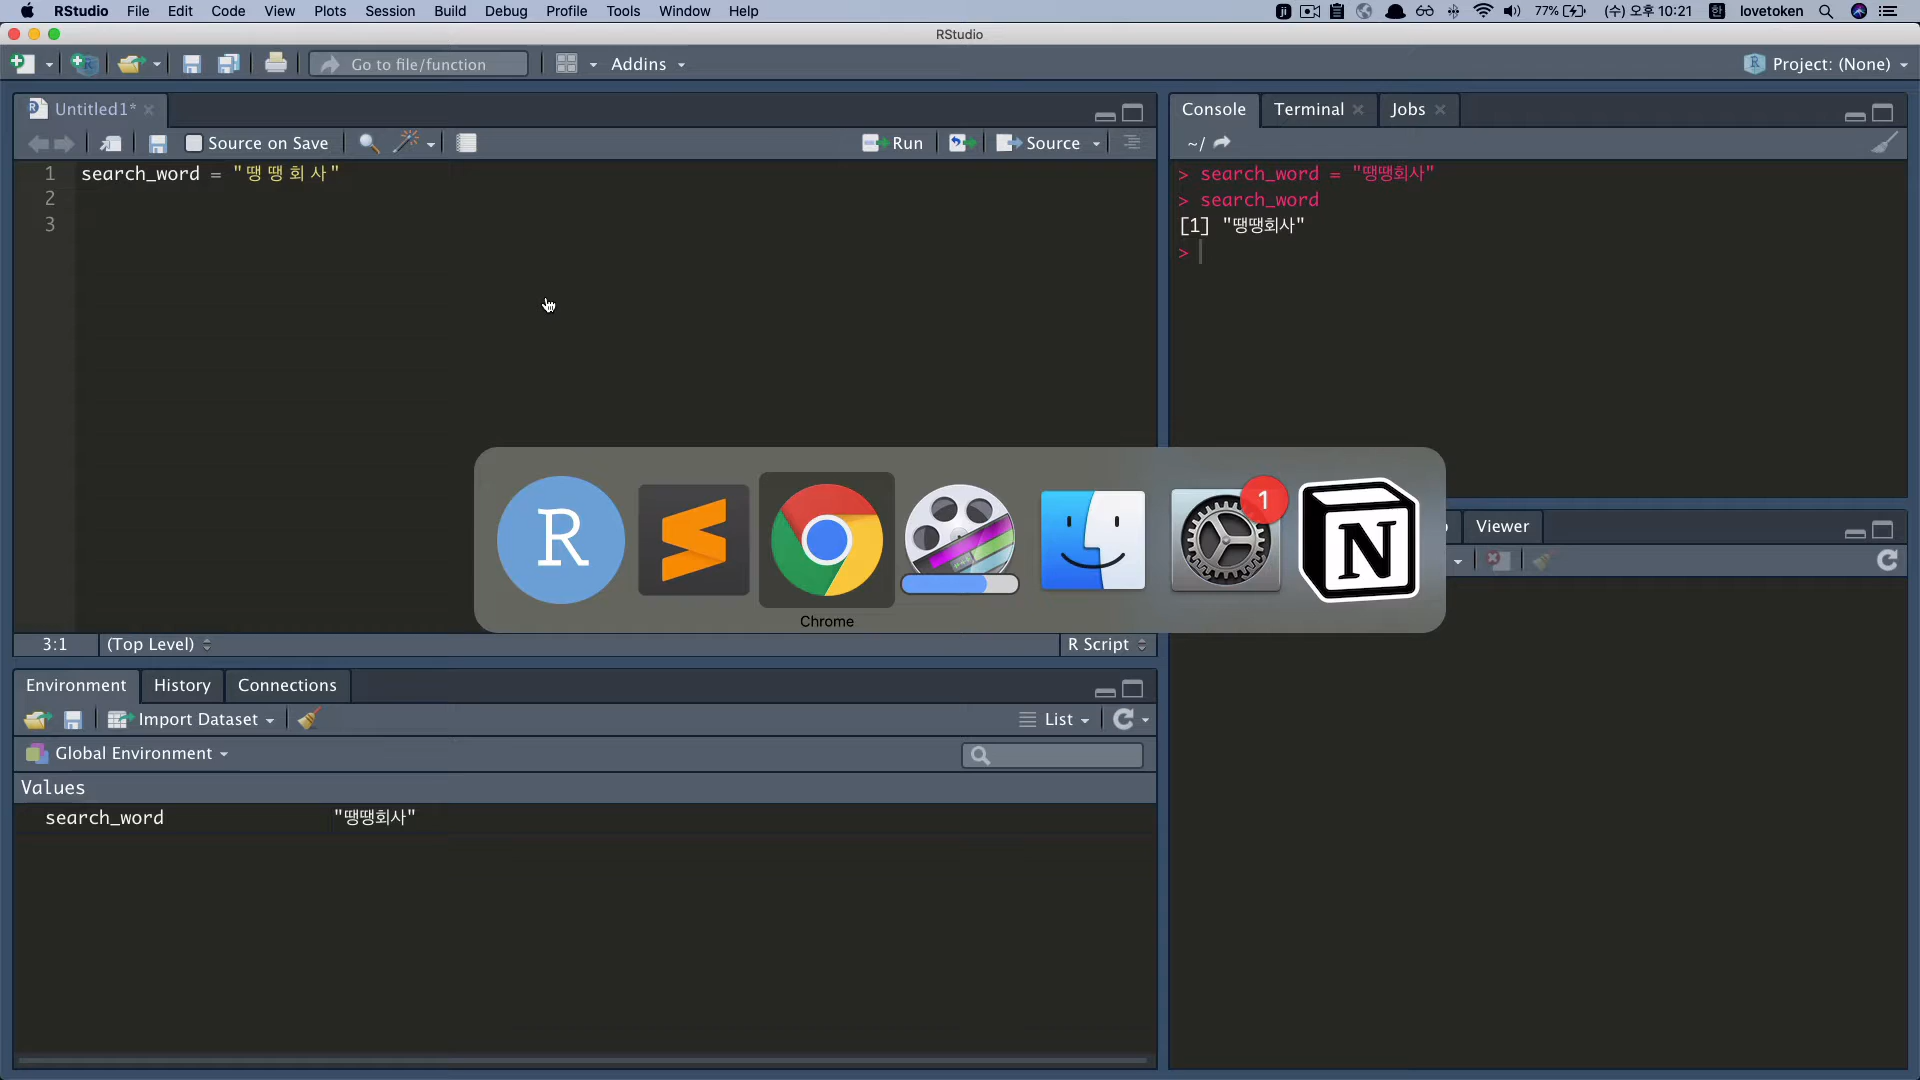 RStudio File Edit Code View Plots Session Build Debug Profile Tools Window Help 77% (수) 오후 10:21 한 lovetoken
RStudio
Go to file/function Addins Project: (None)
Untitled1*
Source on Save Run Source
1 search_word = "땡땡회사"
2
3
3:1 (Top Level) R Script
Console Terminal Jobs
~/
> search_word = "땡땡회사"
> search_word
[1] "땡땡회사"
>
R 1 N
Chrome
Viewer
Environment History Connections
Import Dataset List
Global Environment
Values
search_word "땡땡회사"